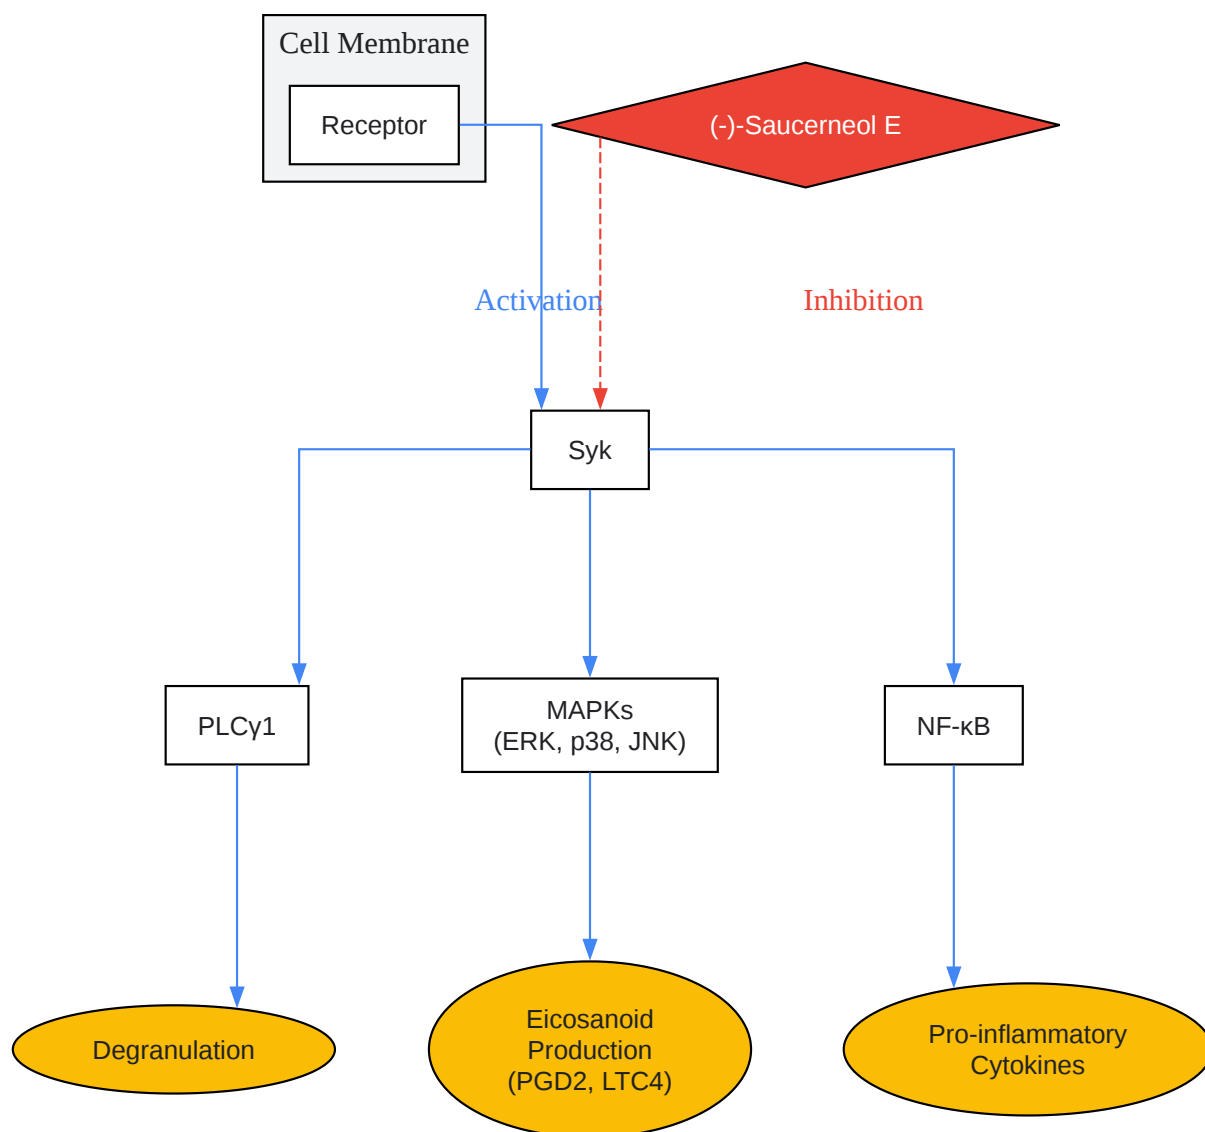 Cell Membrane
Receptor
(-)-Saucerneol E
Activation
Inhibition
Syk
PLCγ1
MAPKs
(ERK, p38, JNK)
NF-κB
Degranulation
Eicosanoid
Production
(PGD2, LTC4)
Pro-inflammatory
Cytokines